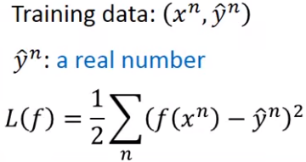 Training data: (xⁿ, ŷⁿ)
ŷⁿ: a real number
L(f) = 1/2 ∑ₙ (f(xⁿ) − ŷⁿ)²